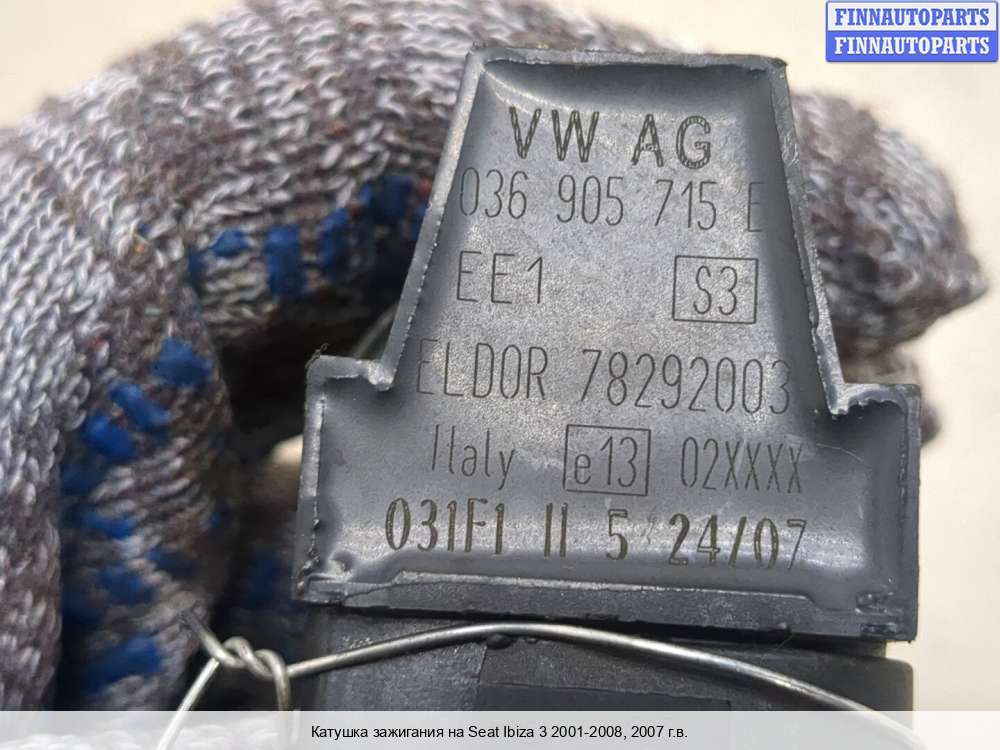 FINNAUTOPARTS
FINNAUTOPARTS
VW AG
036 905 715 E
EE1 S3
ELDOR 78292003
Italy e13 02XXXX
031F1 II 5 24/07
Катушка зажигания на Seat Ibiza 3 2001-2008, 2007 г.в.